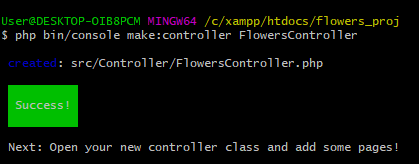 User@DESKTOP-OIB8PCM MINGW64 /c/xampp/htdocs/flowers_proj
$ php bin/console make:controller FlowersController
created: src/Controller/FlowersController.php
Success!
Next: Open your new controller class and add some pages!